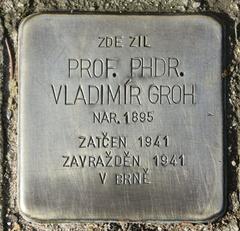 ZDE ŽIL
PROF. PHDR.
VLADIMÍR GROH
NAR. 1895
ZATČEN 1941
ZAVRAŽDĚN 1941
V BRNĚ